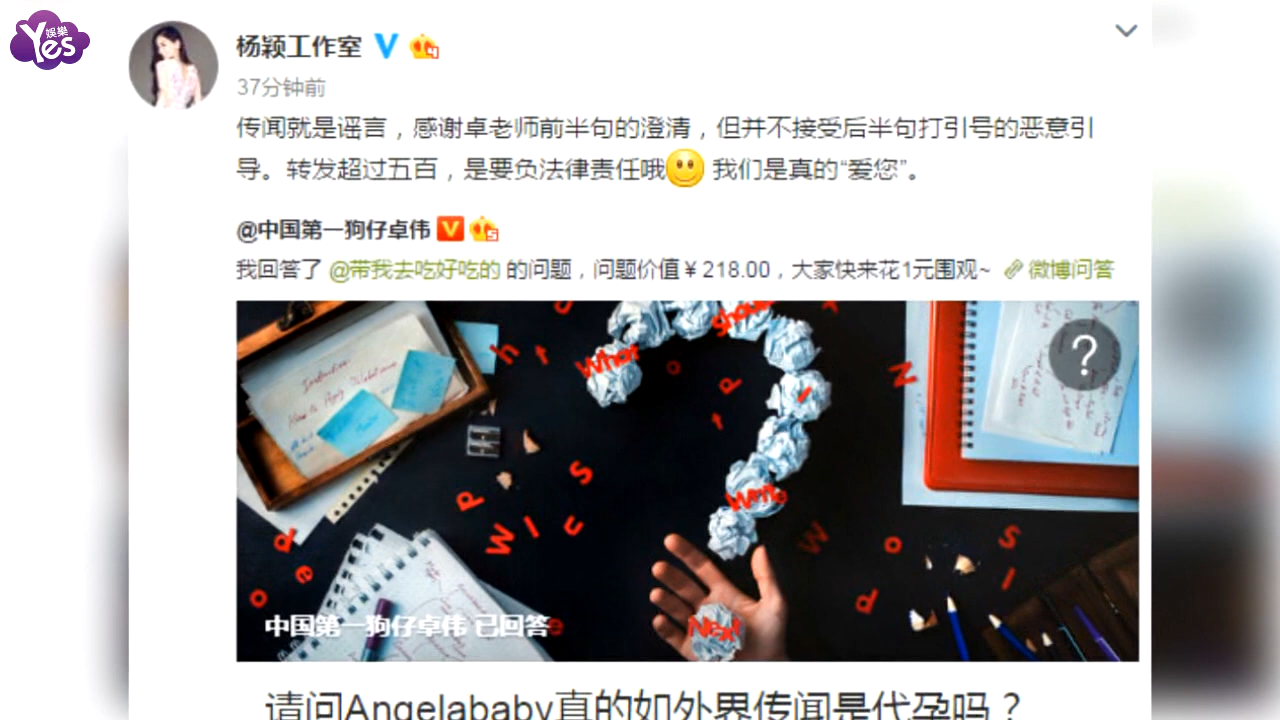 Yes 娱樂
杨颖工作室
37分钟前
传闻就是谣言，感谢卓老师前半句的澄清，但并不接受后半句打引号的恶意引
导。转发超过五百，是要负法律责任哦 我们是真的“爱您”。
@中国第一狗仔卓伟
我回答了 @带我去吃好吃的 的问题，问题价值￥218.00，大家快来花1元围观~ 微博问答
What
Write
Next
中国第一狗仔卓伟 已回答
请问Angelababy真的如外界传闻是代孕吗？